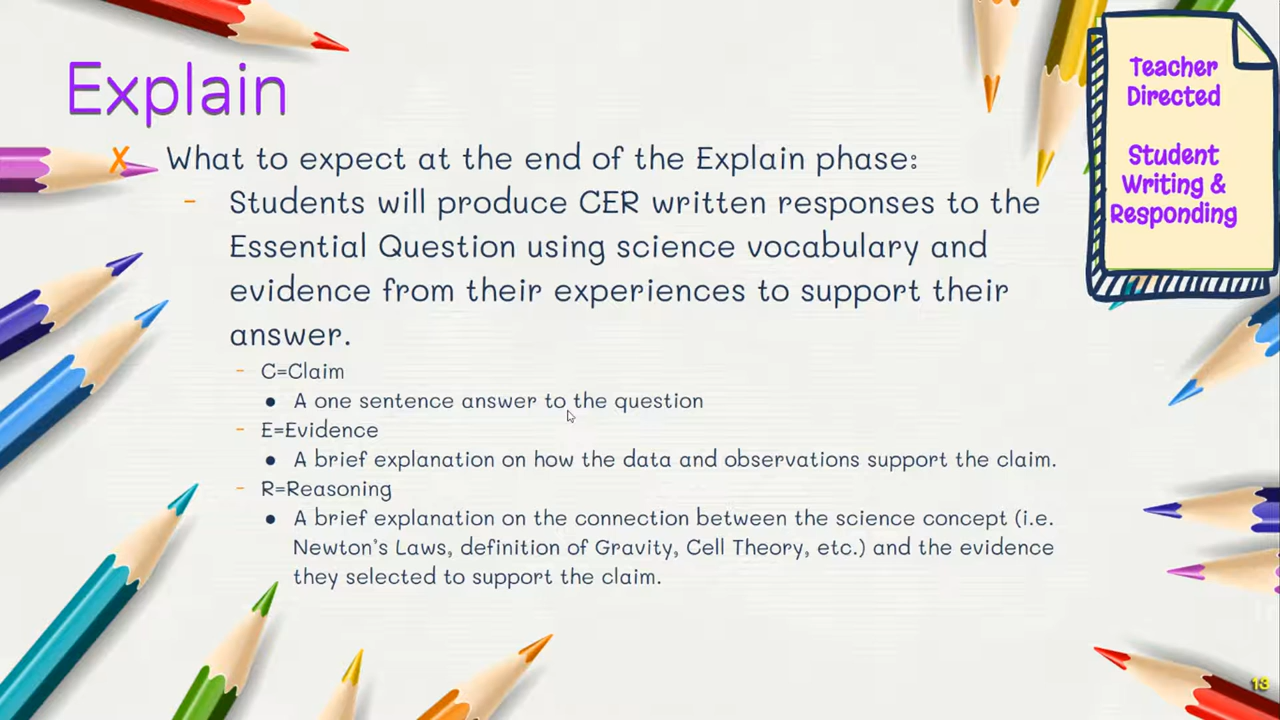 Explain
x What to expect at the end of the Explain phase:
- Students will produce CER written responses to the
Essential Question using science vocabulary and
evidence from their experiences to support their
answer.
- C=Claim
● A one sentence answer to the question
- E=Evidence
● A brief explanation on how the data and observations support the claim.
- R=Reasoning
● A brief explanation on the connection between the science concept (i.e.
Newton's Laws, definition of Gravity, Cell Theory, etc.) and the evidence
they selected to support the claim.
Teacher
Directed
Student
Writing &
Responding
13